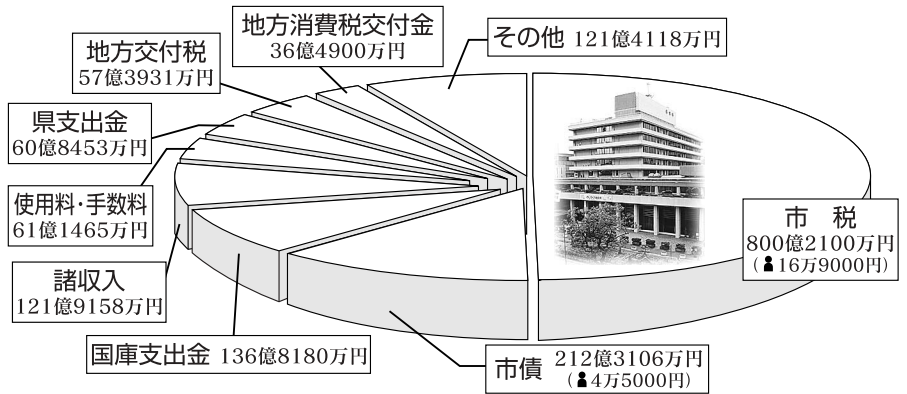 地方消費税交付金
36億4900万円
その他 121億4118万円
地方交付税
57億3931万円
県支出金
60億8453万円
使用料・手数料
61億1465万円
諸収入
121億9158万円
国庫支出金 136億8180万円
市債 212億3106万円
(4万5000円)
市 税
800億2100万円
(16万9000円)